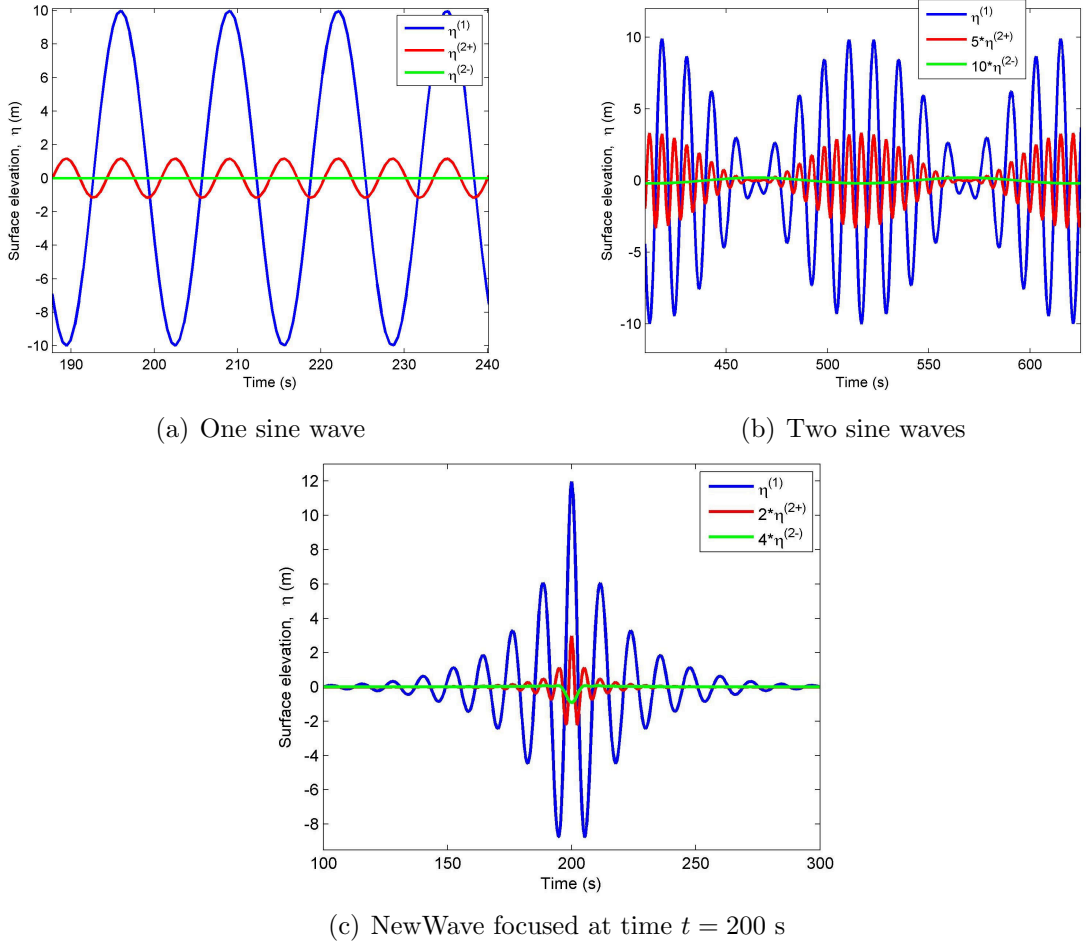 10
8
6
4
2
0
-2
-4
-6
-8
-10
190 200 210 220 230 240
Time (s)
Surface elevation, η (m)
η(1)
η(2+)
η(2-)
(a) One sine wave
10
5
0
-5
-10
450 500 550 600
Time (s)
Surface elevation, η (m)
η(1)
5*η(2+)
10*η(2-)
(b) Two sine waves
12
10
8
6
4
2
0
-2
-4
-6
-8
100 150 200 250 300
Time (s)
Surface elevation, η (m)
η(1)
2*η(2+)
4*η(2-)
(c) NewWave focused at time t = 200 s